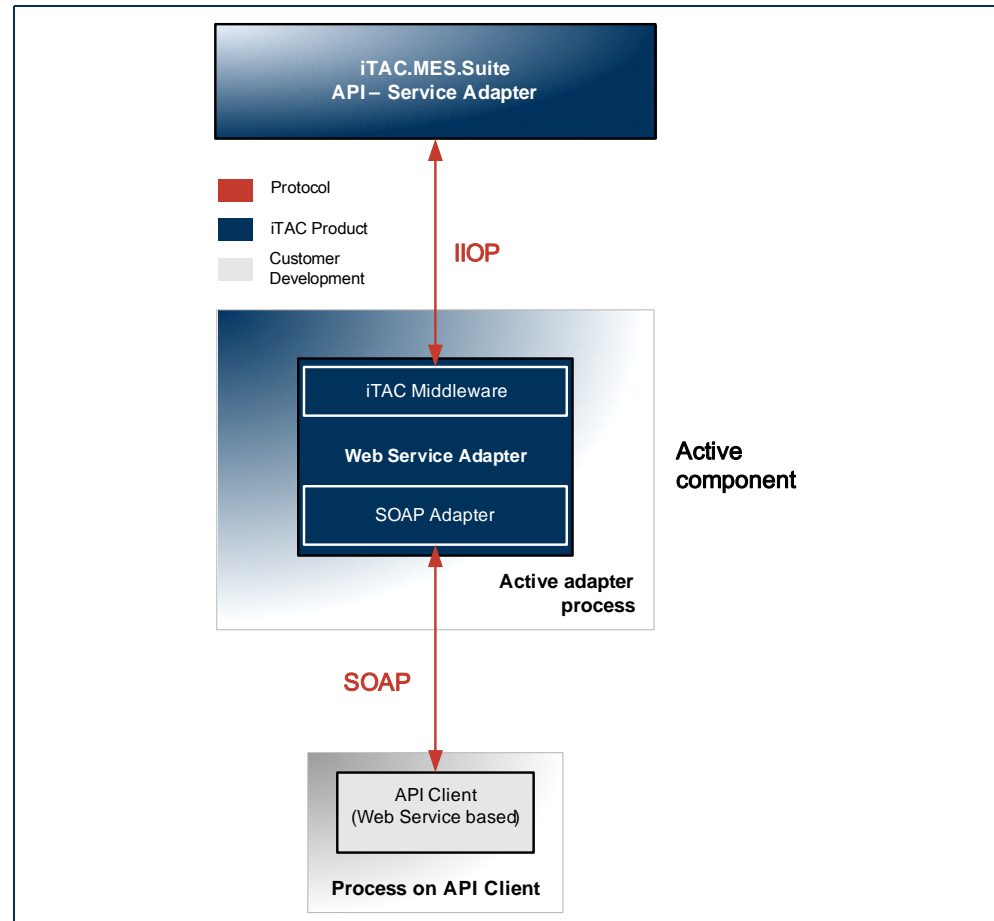 iTAC.MES.Suite
API – Service Adapter
Protocol
iTAC Product
Customer
Development
IIOP
iTAC Middleware
Web Service Adapter
SOAP Adapter
Active
component
Active adapter
process
SOAP
API Client
(Web Service based)
Process on API Client